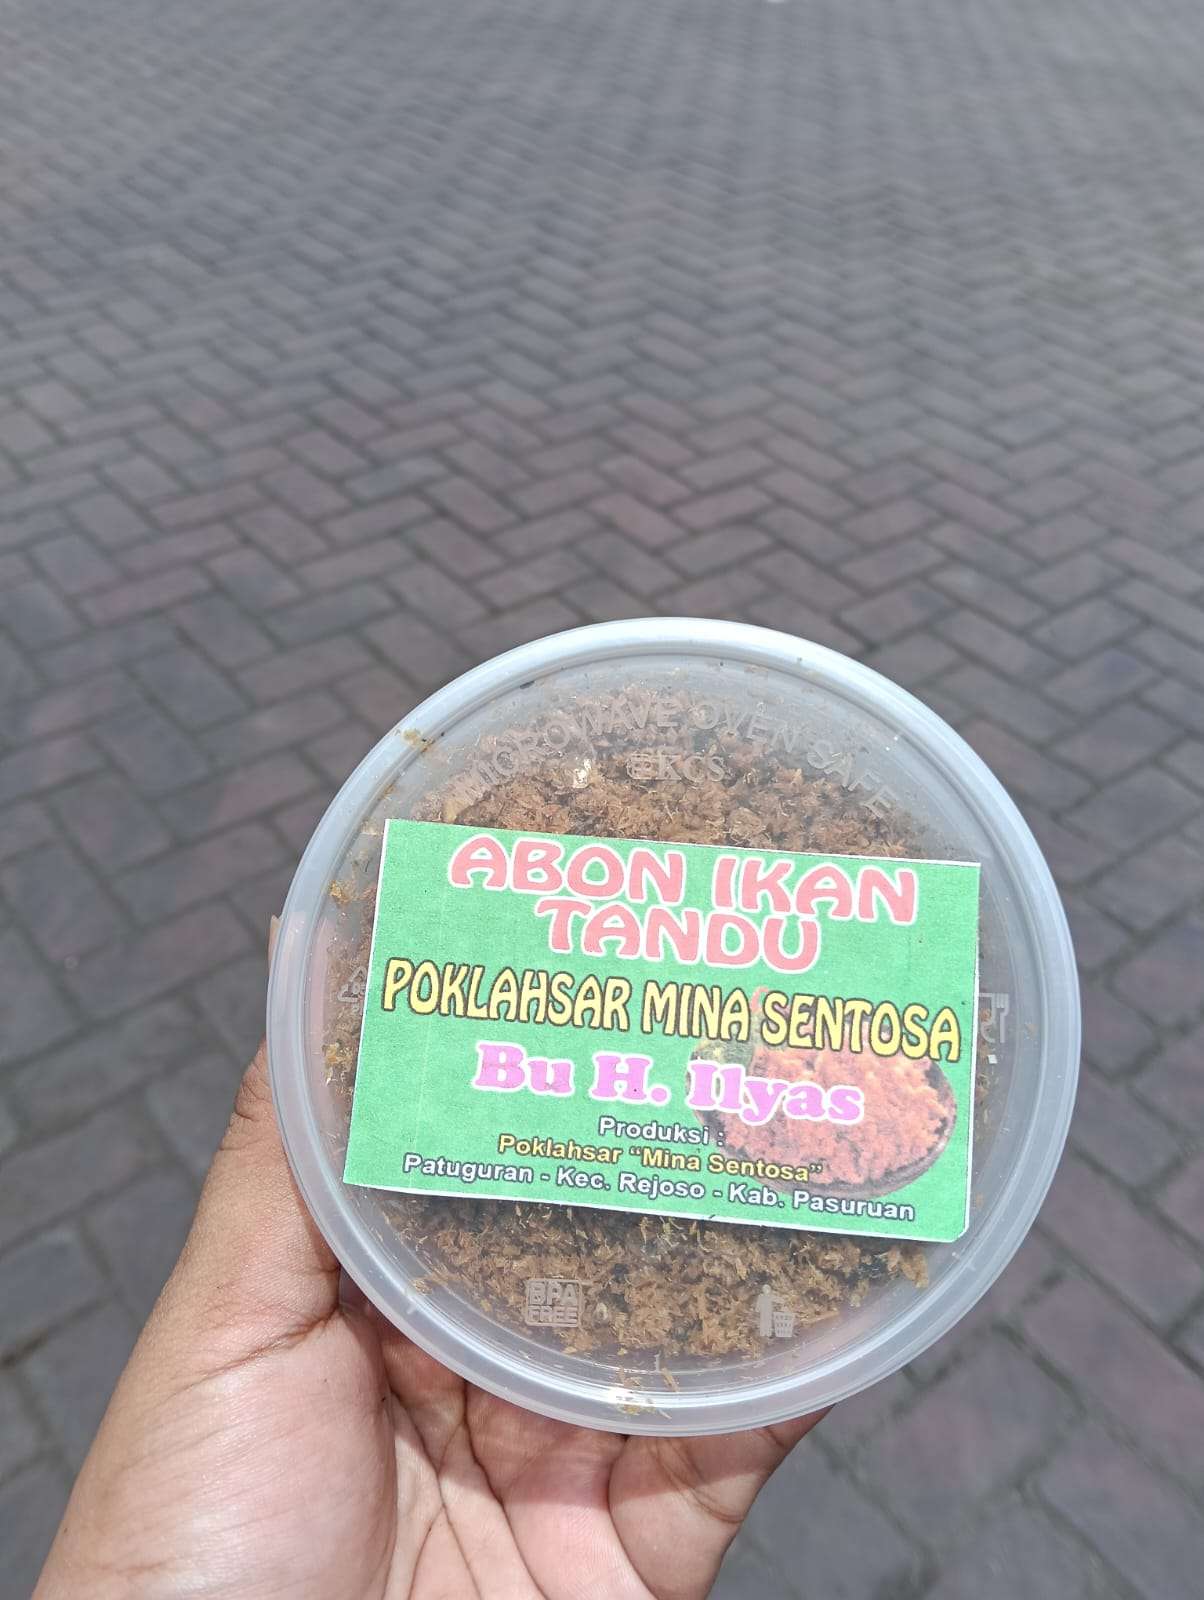 MICROWAVE OVEN SAFE
KCS
ABON IKAN
TANDU
POKLAHSAR MINA SENTOSA
Bu H. Ilyas
Produksi :
Poklahsar "Mina Sentosa"
Patuguran - Kec. Rejoso - Kab. Pasuruan
BPA
FREE